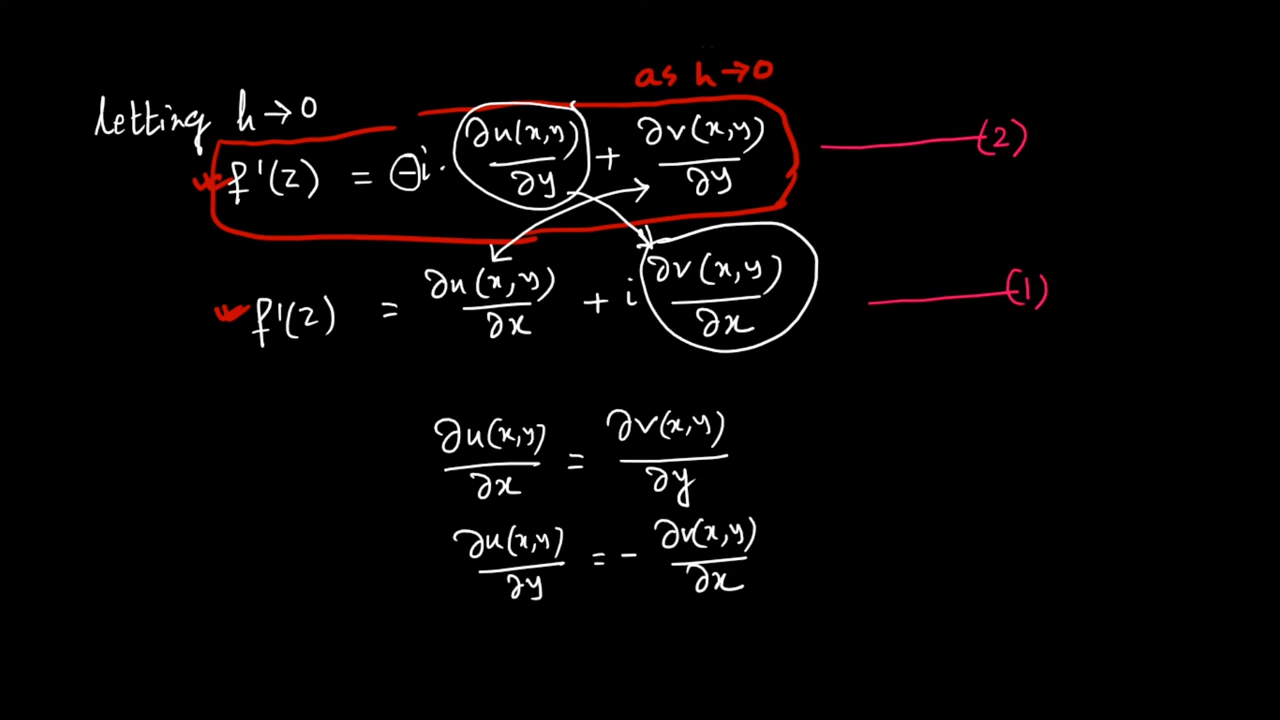 as h→0
letting h→0
f'(z) = -i · ∂u(x,y)/∂y + ∂v(x,y)/∂y (2)
f'(z) = ∂u(x,y)/∂x + i ∂v(x,y)/∂x (1)
∂u(x,y)/∂x = ∂v(x,y)/∂y
∂u(x,y)/∂y = - ∂v(x,y)/∂x